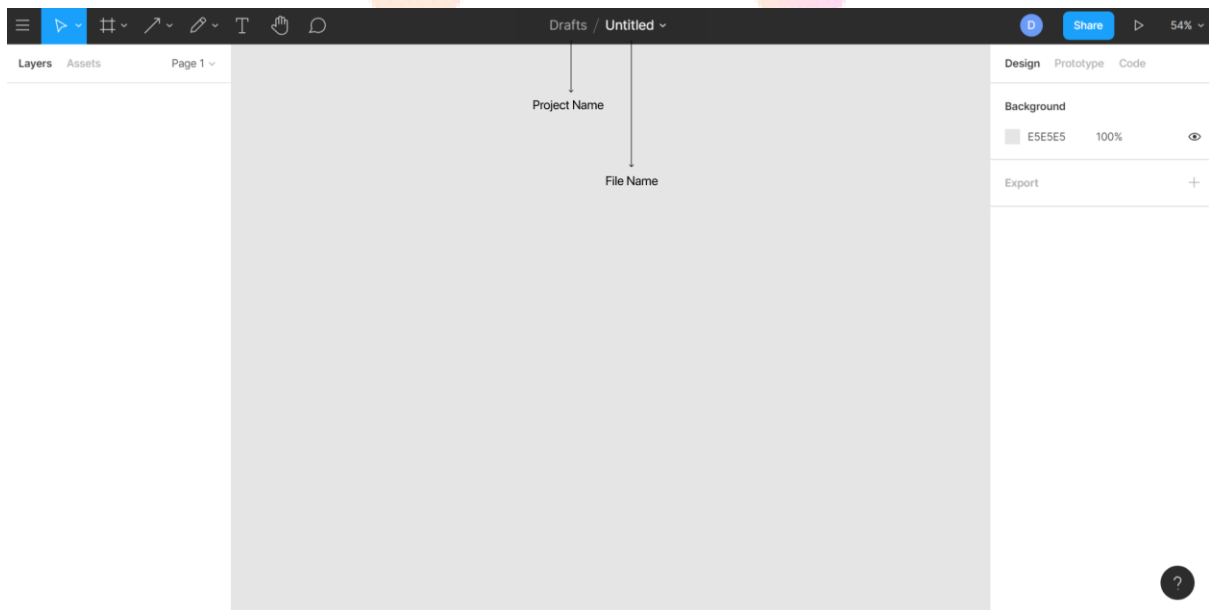 T Drafts / Untitled D Share 54%
Layers Assets Page 1
Design Prototype Code
Project Name
Background
E5E5E5 100%
File Name
Export
?